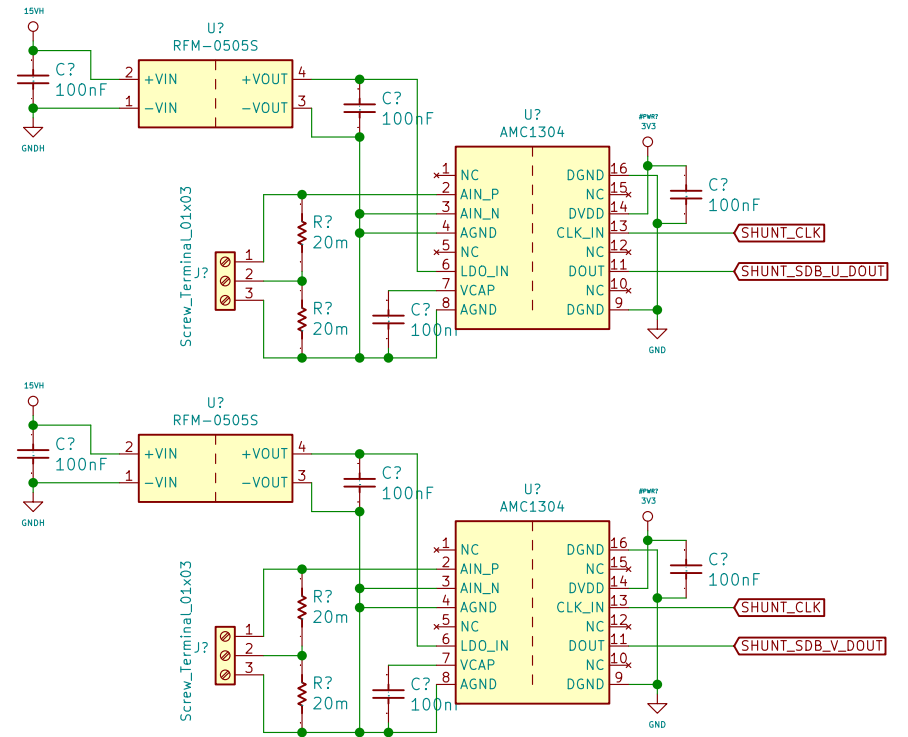 15VH
C?
100nF
GNDH
U?
RFM-0505S
2 +VIN +VOUT 4
1 -VIN -VOUT 3
C?
100nF
U?
AMC1304
#PWR?
3V3
1 NC DGND 16
2 AIN_P NC 15
3 AIN_N DVDD 14
4 AGND CLK_IN 13
5 NC NC 12
6 LDO_IN DOUT 11
7 VCAP NC 10
8 AGND DGND 9
C?
100nF
SHUNT_CLK
SHUNT_SDB_U_DOUT
GND
Screw_Terminal_01x03
J?
1
2
3
R?
20m
R?
20m
C?
100nF
15VH
C?
100nF
GNDH
U?
RFM-0505S
2 +VIN +VOUT 4
1 -VIN -VOUT 3
C?
100nF
U?
AMC1304
#PWR?
3V3
1 NC DGND 16
2 AIN_P NC 15
3 AIN_N DVDD 14
4 AGND CLK_IN 13
5 NC NC 12
6 LDO_IN DOUT 11
7 VCAP NC 10
8 AGND DGND 9
C?
100nF
SHUNT_CLK
SHUNT_SDB_V_DOUT
GND
Screw_Terminal_01x03
J?
1
2
3
R?
20m
R?
20m
C?
100nF